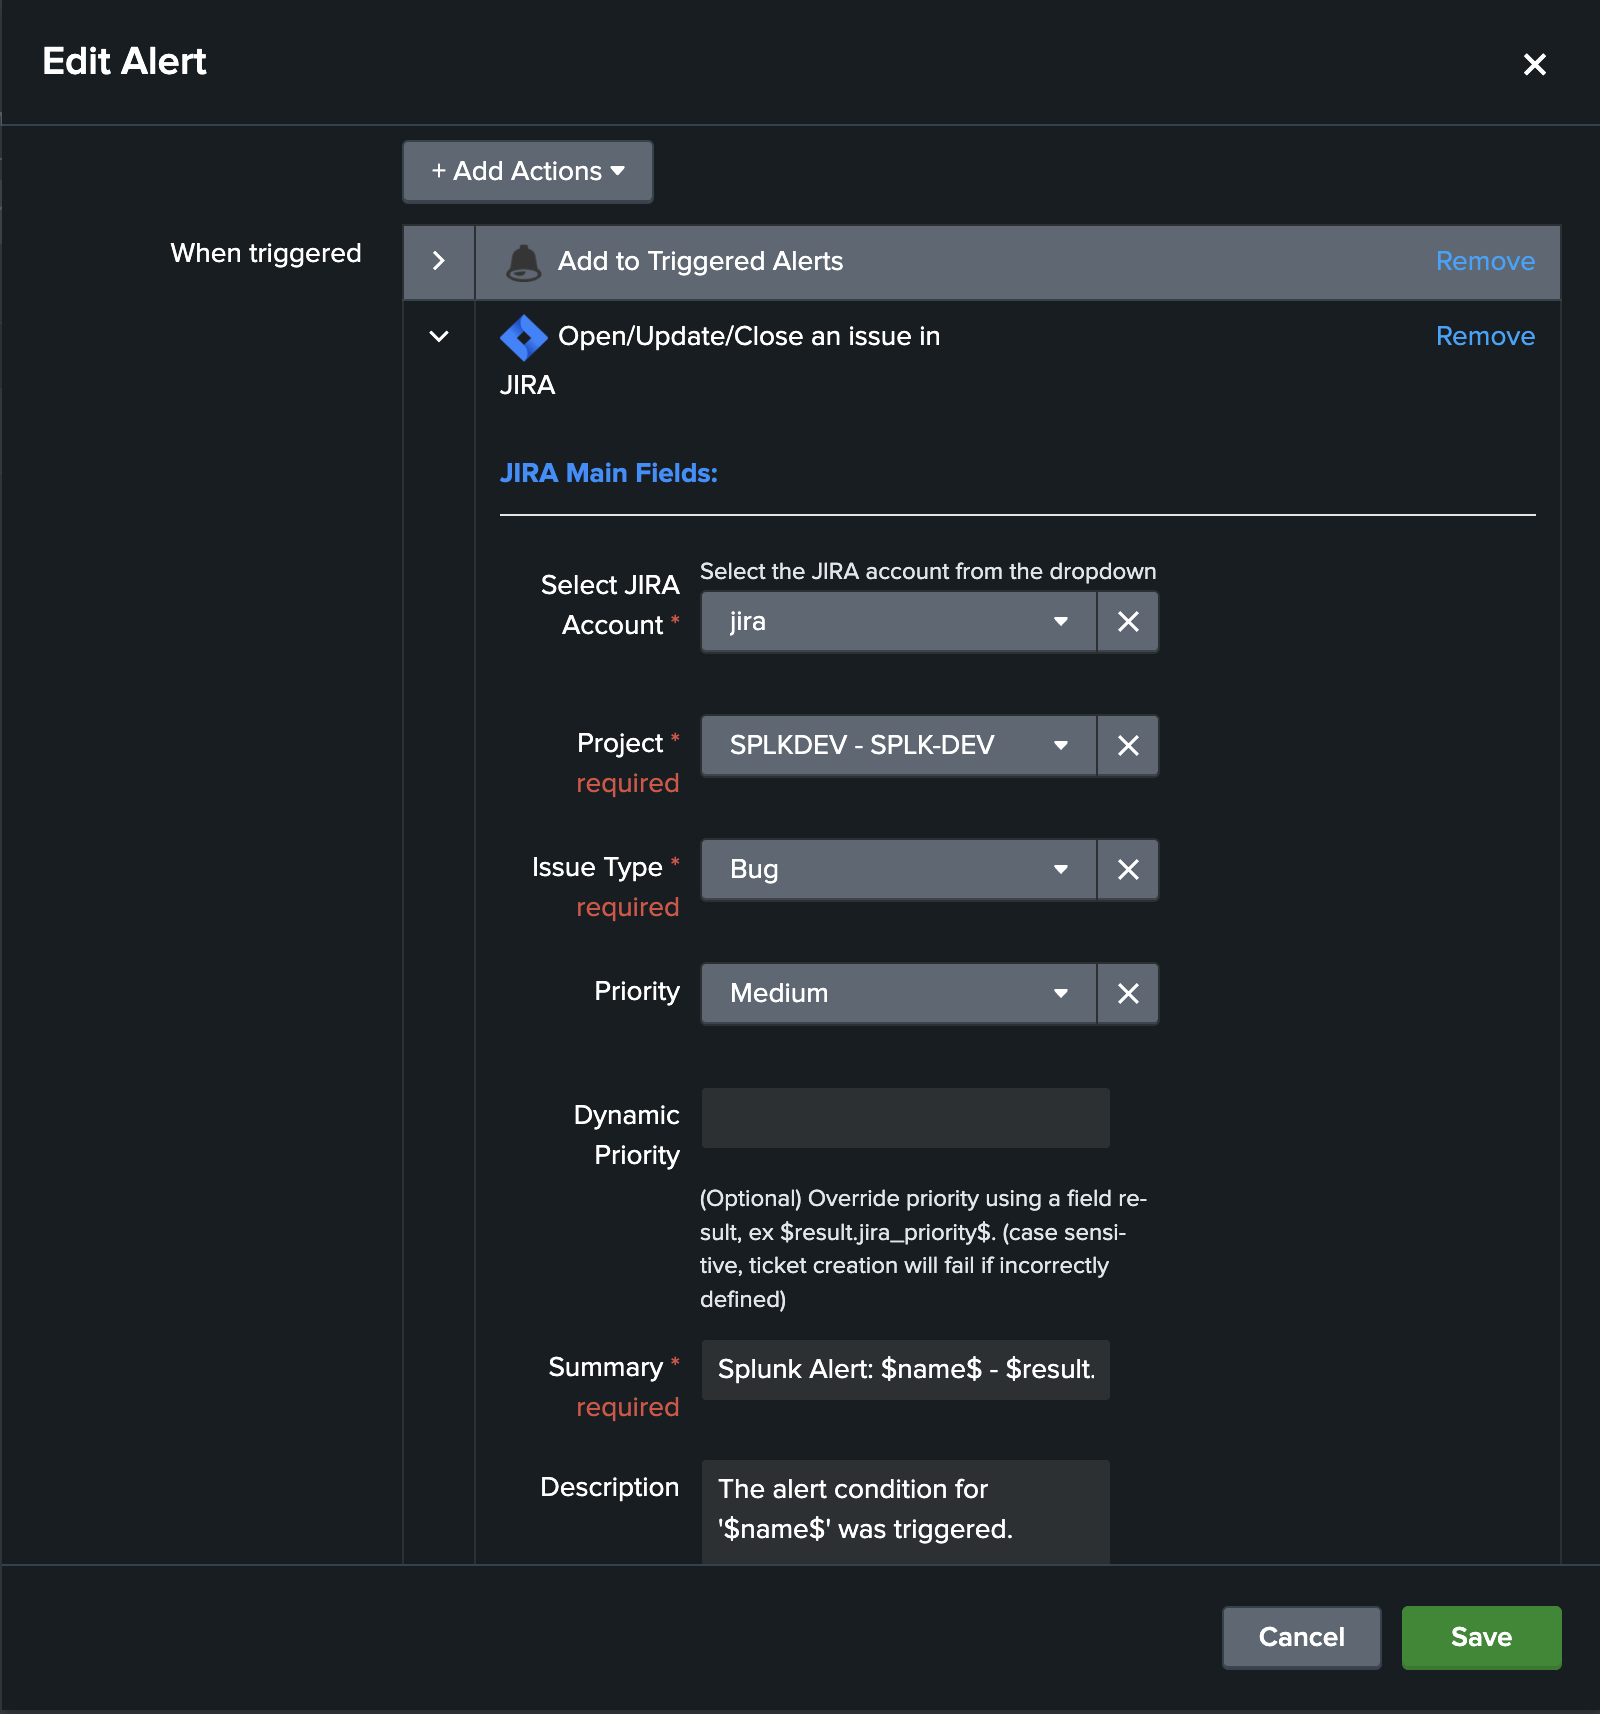 Edit Alert
+ Add Actions
When triggered
Add to Triggered Alerts
Remove
Open/Update/Close an issue in
JIRA
Remove
JIRA Main Fields:
Select JIRA
Account *
Select the JIRA account from the dropdown
jira
Project *
required
SPLKDEV - SPLK-DEV
Issue Type *
required
Bug
Priority
Medium
Dynamic
Priority
(Optional) Override priority using a field re-
sult, ex $result.jira_priority$. (case sensi-
tive, ticket creation will fail if incorrectly
defined)
Summary *
required
Splunk Alert: $name$ - $result.
Description
The alert condition for
'$name$' was triggered.
Cancel
Save